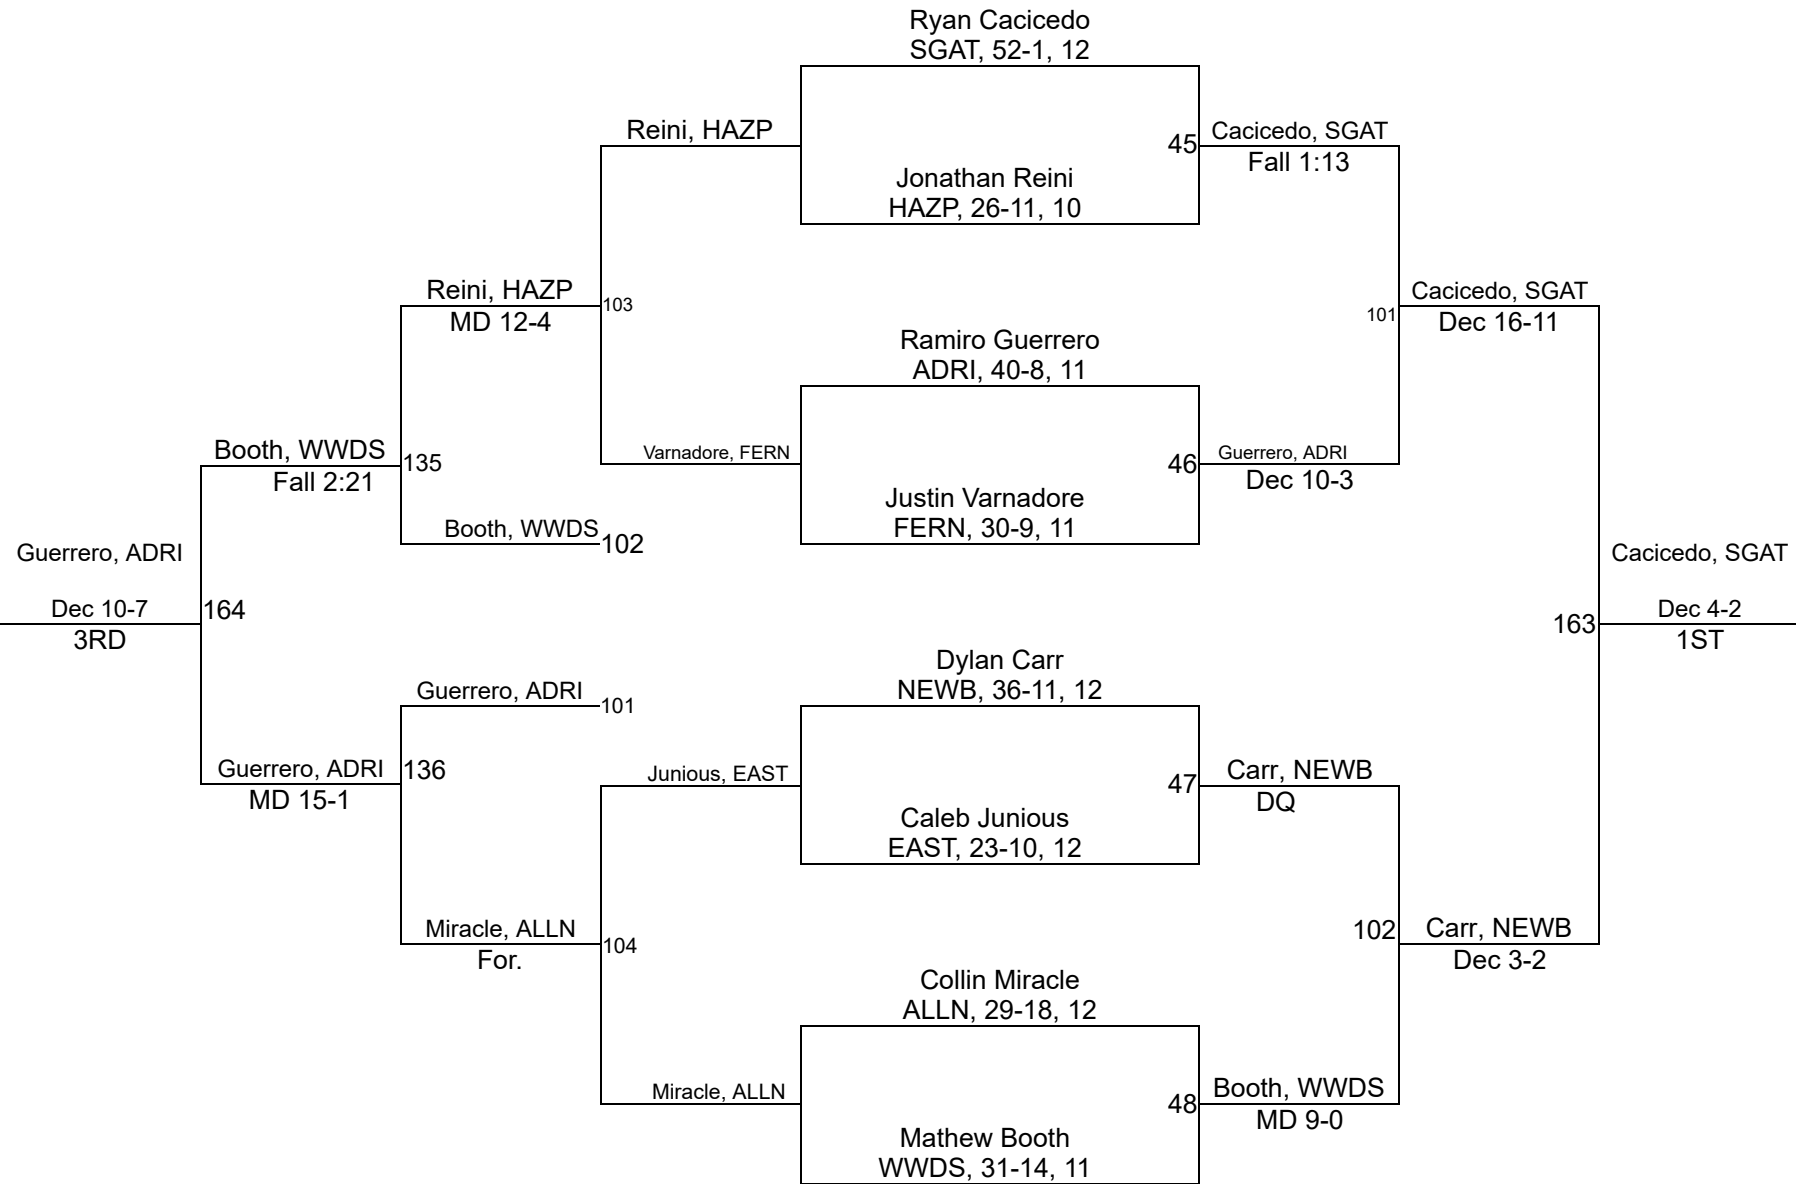 Ryan Cacicedo
SGAT, 52-1, 12
Reini, HAZP
45
Cacicedo, SGAT
Fall 1:13
Jonathan Reini
HAZP, 26-11, 10
Reini, HAZP
MD 12-4
103
101
Cacicedo, SGAT
Dec 16-11
Ramiro Guerrero
ADRI, 40-8, 11
Booth, WWDS
Fall 2:21
135
Varnadore, FERN
46
Guerrero, ADRI
Dec 10-3
Justin Varnadore
FERN, 30-9, 11
Booth, WWDS
102
Guerrero, ADRI
Dec 10-7
3RD
164
163
Cacicedo, SGAT
Dec 4-2
1ST
Dylan Carr
NEWB, 36-11, 12
Guerrero, ADRI
101
Guerrero, ADRI
MD 15-1
136
Junious, EAST
47
Carr, NEWB
DQ
Caleb Junious
EAST, 23-10, 12
Miracle, ALLN
For.
104
102
Carr, NEWB
Dec 3-2
Collin Miracle
ALLN, 29-18, 12
Miracle, ALLN
48
Booth, WWDS
MD 9-0
Mathew Booth
WWDS, 31-14, 11